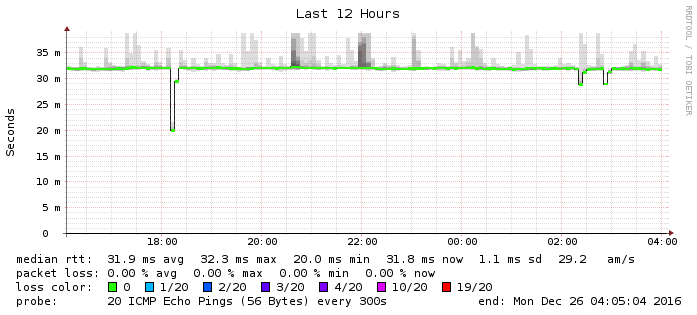 Last 12 Hours
RRDTOOL / TOBI OETIKER
Seconds
35 m
30 m
25 m
20 m
15 m
10 m
5 m
0
18:00 20:00 22:00 00:00 02:00 04:00
median rtt: 31.9 ms avg 32.3 ms max 20.0 ms min 31.8 ms now 1.1 ms sd 29.2 am/s
packet loss: 0.00 % avg 0.00 % max 0.00 % min 0.00 % now
loss color: 0 1/20 2/20 3/20 4/20 10/20 19/20
probe: 20 ICMP Echo Pings (56 Bytes) every 300s end: Mon Dec 26 04:05:04 2016